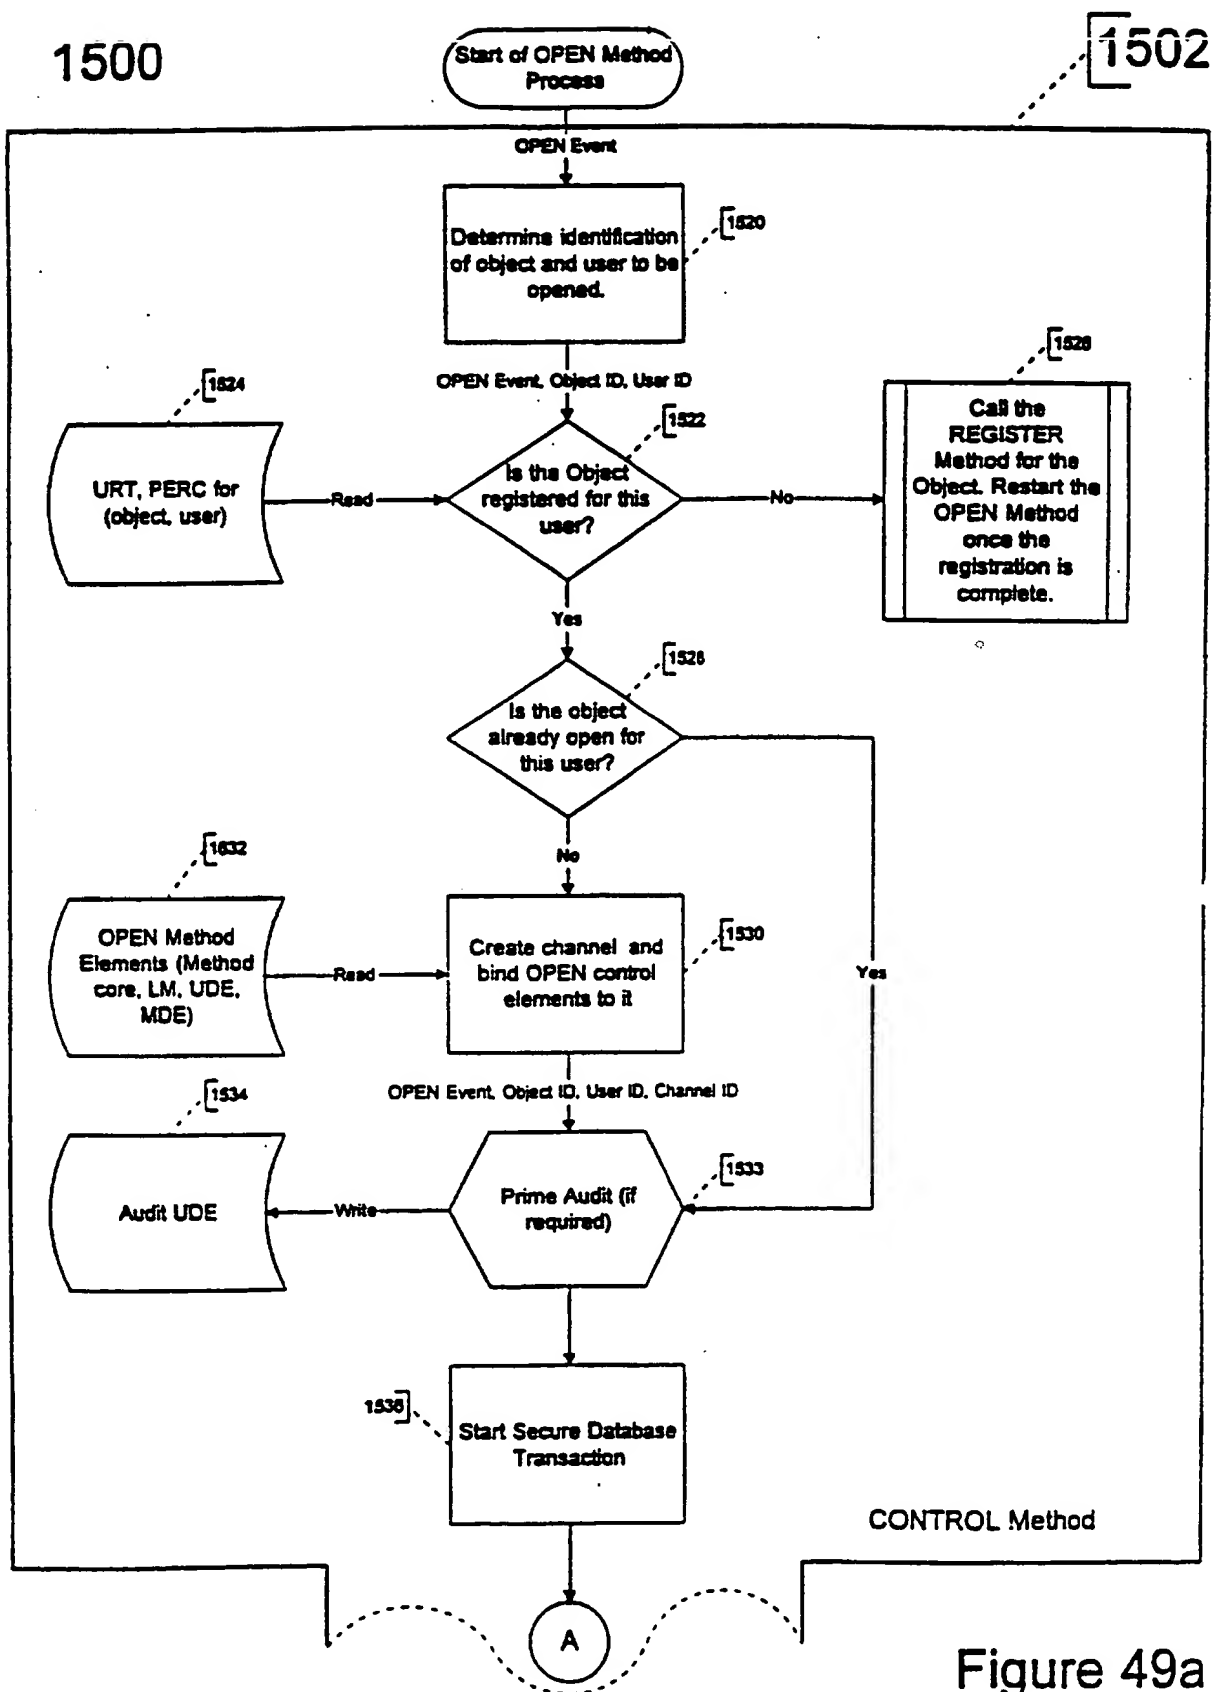 1500
Start of OPEN Method
Process
1502
OPEN Event
Determine identification
of object and user to be
opened.
1520
OPEN Event, Object ID, User ID
1524
URT, PERC for
(object, user)
Read
1522
Is the Object
registered for this
user?
No
Call the
REGISTER
Method for the
Object. Restart the
OPEN Method
once the
registration is
complete.
Yes
Is the object
already open for
this user?
No
Yes
OPEN Method
Elements (Method
core, LM, UDE,
MDE)
Read
Create channel and
bind OPEN control
elements to it
1530
OPEN Event, Object ID, User ID, Channel ID
1534
Audit UDE
Write
Prime Audit (if
required)
1533
Start Secure Database
Transaction
CONTROL Method
A
Figure 49a